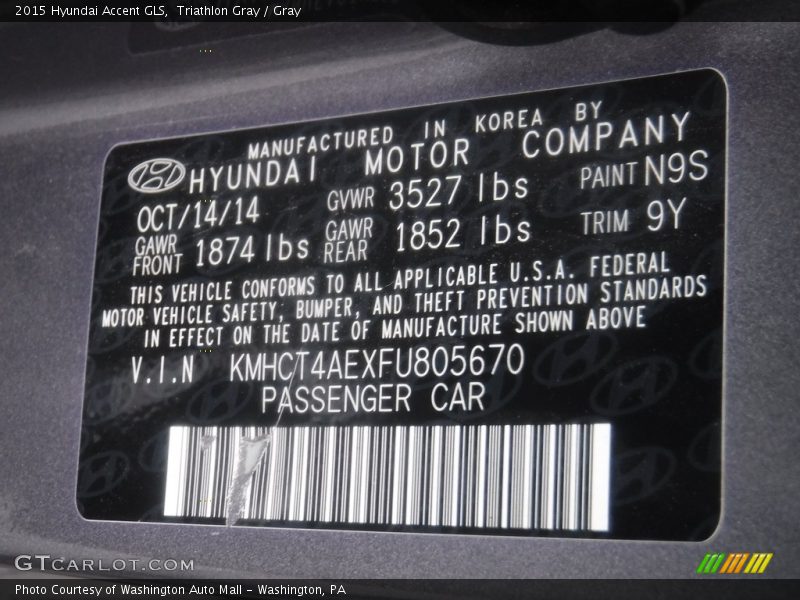 2015 Hyundai Accent GLS, Triathlon Gray / Gray
MANUFACTURED IN KOREA BY
HYUNDAI MOTOR COMPANY
OCT/14/14 GVWR 3527 lbs PAINT N9S
GAWR FRONT 1874 lbs GAWR REAR 1852 lbs TRIM 9Y
THIS VEHICLE CONFORMS TO ALL APPLICABLE U.S.A. FEDERAL
MOTOR VEHICLE SAFETY, BUMPER, AND THEFT PREVENTION STANDARDS
IN EFFECT ON THE DATE OF MANUFACTURE SHOWN ABOVE
V.I.N KMHCT4AEXFU805670
PASSENGER CAR
GTCARLOT.COM
Photo Courtesy of Washington Auto Mall - Washington, PA